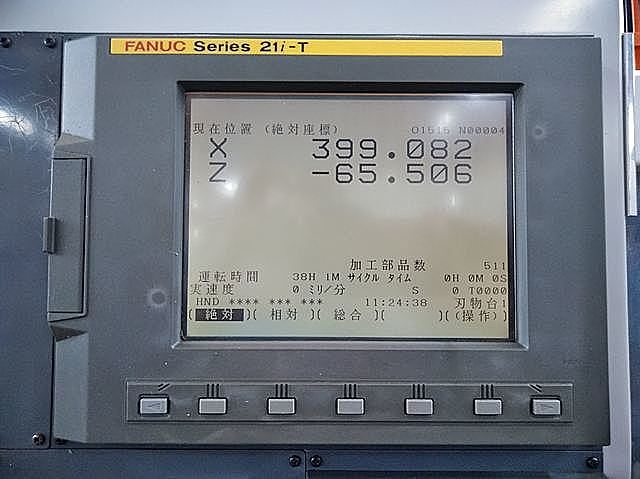 FANUC Series 21i-T
現在位置 (絶対座標) O1515 N00004
X 399.082
Z -65.506
加工部品数 511
運転時間 38H 1M サイクル タイム 0H 0M 0S
実速度 0 ミリ/分 S 0 T0000
HND **** *** *** 11:24:38 刃物台1
[ 絶対 ][ 相対 ][ 総合 ][ ][ (操作) ]